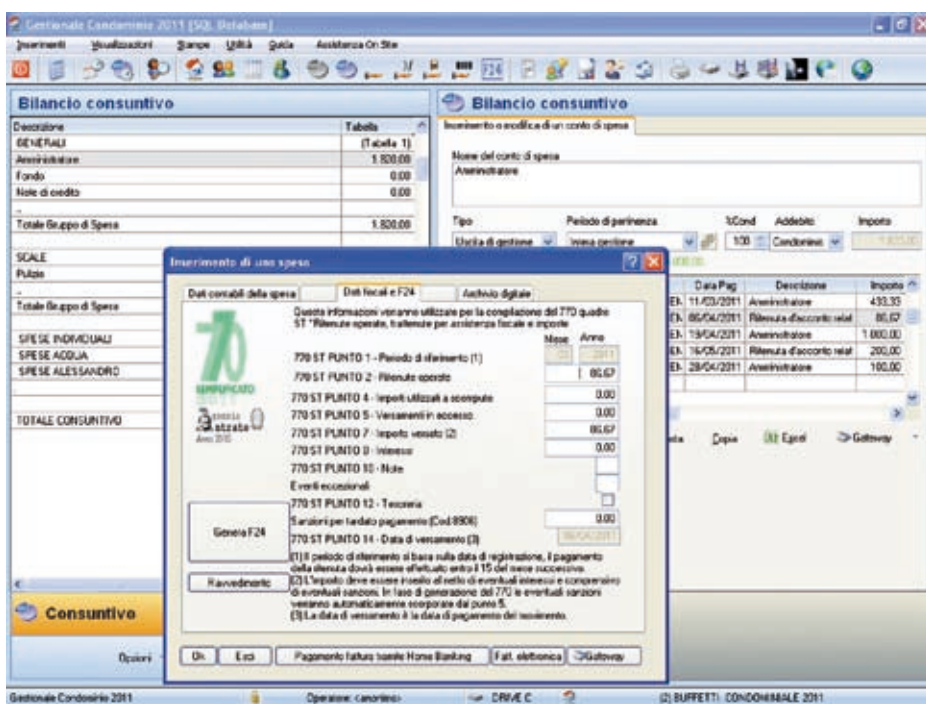 Gestionale Condominio 2011 [SQL Database]
Inserimenti Visualizzazioni Stampe Utilità Guida Assistenza On Site
F24
Bilancio consuntivo
Descrizione Tabella
GENERALI (Tabella 1)
Amministratore 1.820,00
Fondo 0,00
Note di credito 0,00
Totale Gruppo di Spesa 1.820,00
SCALE
Pulizie
Totale Gruppo di Spesa
SPESE INDIVIDUALI
SPESE ACQUA
SPESE ALESSANDRO
TOTALE CONSUNTIVO
Bilancio consuntivo
Inserimento o modifica di un conto di spesa
Nome del conto di spesa
Amministratore
Tipo Periodo di pertinenza %Cond Addebito Importo
Uscita di gestione Intera gestione 100 Condomino
Data Pag Descrizione Importo
11/03/2011 Amministratore 433,33
06/04/2011 Ritenuta d'acconto relat 86,67
19/04/2011 Amministratore 1.000,00
16/05/2011 Ritenuta d'acconto relat 200,00
28/04/2011 Amministratore 100,00
Copia Excel Gateway
Inserimento di una spesa
Dati contabili della spesa Dati fiscali e F24 Archivio digitale
770
SEMPLIFICATO
Queste informazioni verranno utilizzate per la compilazione del 770 quadro
ST "Ritenute operate, trattenute per assistenza fiscale e imposte
Mese Anno
770 ST PUNTO 1 - Periodo di riferimento (1) 2011
770 ST PUNTO 2 - Ritenute operate 86,67
770 ST PUNTO 4 - Importi utilizzati a scomputo 0,00
770 ST PUNTO 5 - Versamenti in eccesso 0,00
770 ST PUNTO 7 - Importo versato (2) 86,67
770 ST PUNTO 8 - Interessi 0,00
770 ST PUNTO 10 - Note
Eventi eccezionali
770 ST PUNTO 12 - Tesoreria
Sanzioni per tardato pagamento (Cod 8906) 0,00
770 ST PUNTO 14 - Data di versamento (3) 06/04/2011
(1) Il periodo di riferimento si basa sulla data di registrazione, il pagamento
della ritenuta dovrà essere effettuato entro il 15 del mese successivo.
(2) L'importo deve essere inserito al netto di eventuali interessi e comprensivo
di eventuali sanzioni. In fase di generazione del 770 le eventuali sanzioni
verranno automaticamente scorporate dal punto 5.
(3) La data di versamento è la data di pagamento del movimento.
Genera F24
Ravvedimento
Ok Esci Pagamento fattura tramite Home Banking Fatt. elettronica Gateway
Consuntivo
Opzioni
Gestionale Condominio 2011 Operatore: <anonimo> DRIVE C (2) BUFFETTI CONDOMINIALE 2011